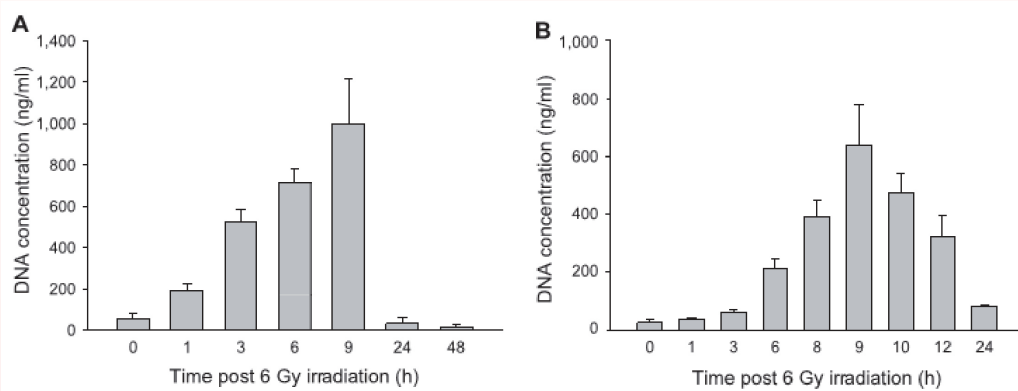 A
DNA concentration (ng/ml)
1,400
1,200
1,000
800
600
400
200
0
0 1 3 6 9 24 48
Time post 6 Gy irradiation (h)
B
DNA concentration (ng/ml)
1,000
800
600
400
200
0
0 1 3 6 8 9 10 12 24
Time post 6 Gy irradiation (h)